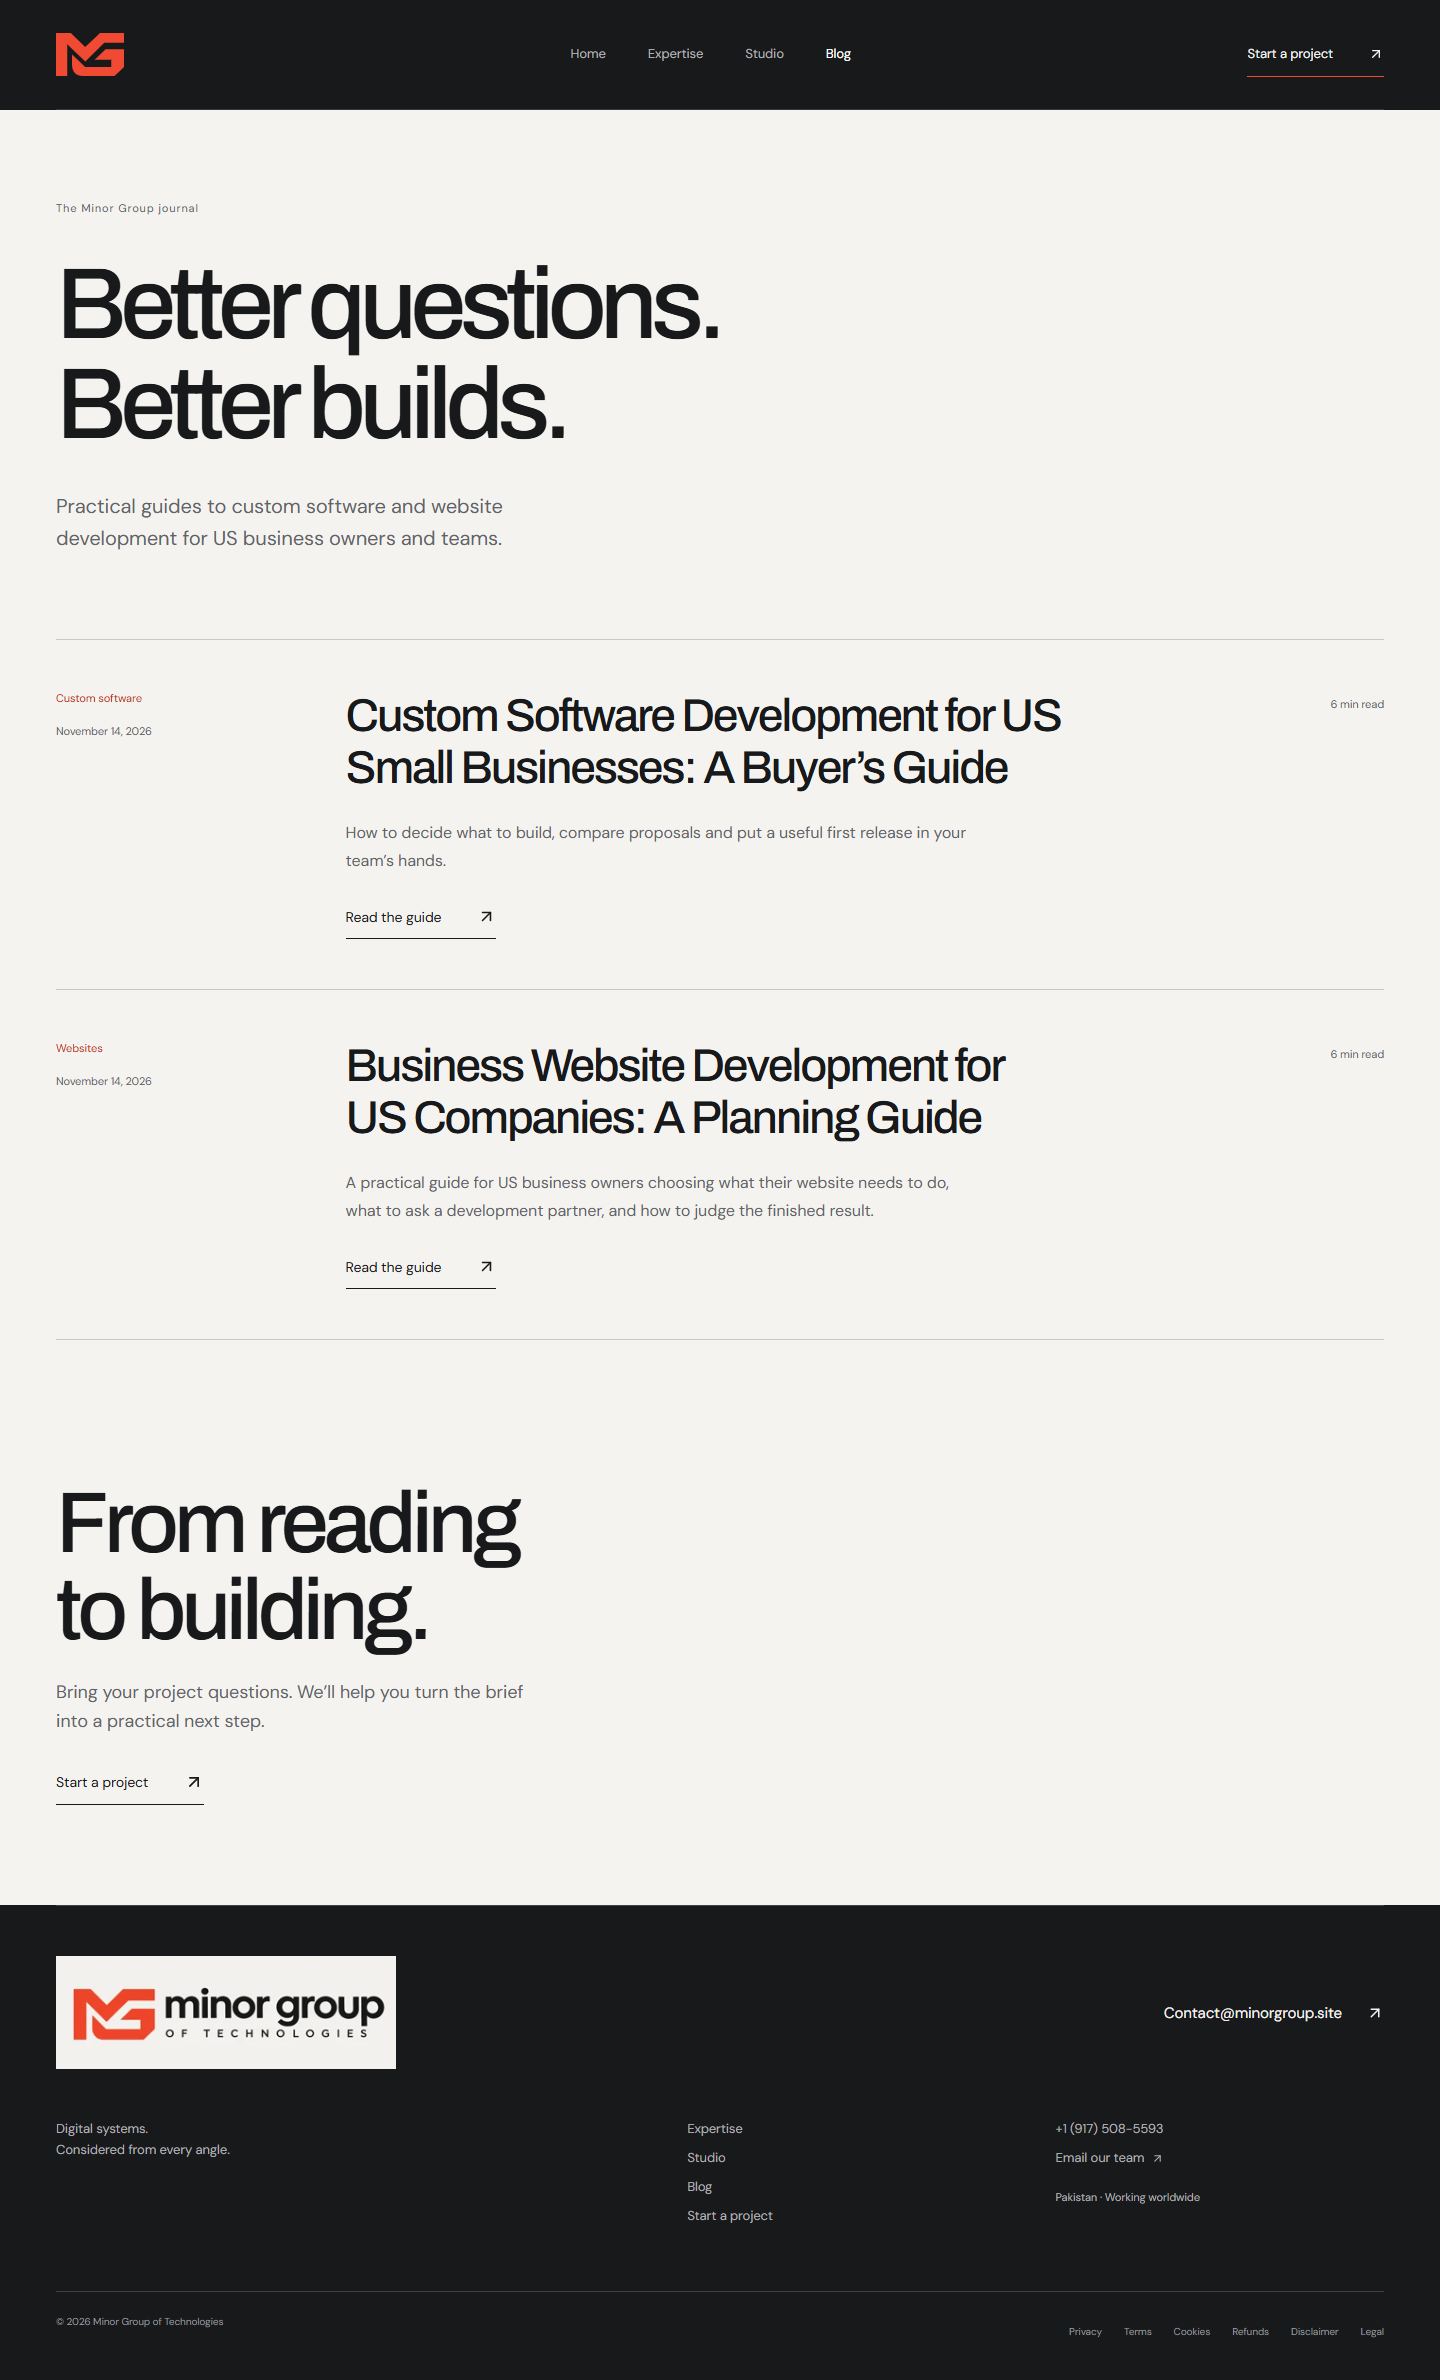 MG
Home
Expertise
Studio
Blog
Start a project
The Minor Group journal
Better questions.
Better builds.
Practical guides to custom software and website
development for US business owners and teams.
Custom software
November 14, 2026
Custom Software Development for US
Small Businesses: A Buyer’s Guide
6 min read
How to decide what to build, compare proposals and put a useful first release in your
team’s hands.
Read the guide
Websites
November 14, 2026
Business Website Development for
US Companies: A Planning Guide
6 min read
A practical guide for US business owners choosing what their website needs to do,
what to ask a development partner, and how to judge the finished result.
Read the guide
From reading
to building.
Bring your project questions. We’ll help you turn the brief
into a practical next step.
Start a project
MG minor group
OF TECHNOLOGIES
Contact@minorgroup.site
Digital systems.
Considered from every angle.
Expertise
Studio
Blog
Start a project
+1 (917) 508-5593
Email our team
Pakistan · Working worldwide
© 2026 Minor Group of Technologies
Privacy
Terms
Cookies
Refunds
Disclaimer
Legal